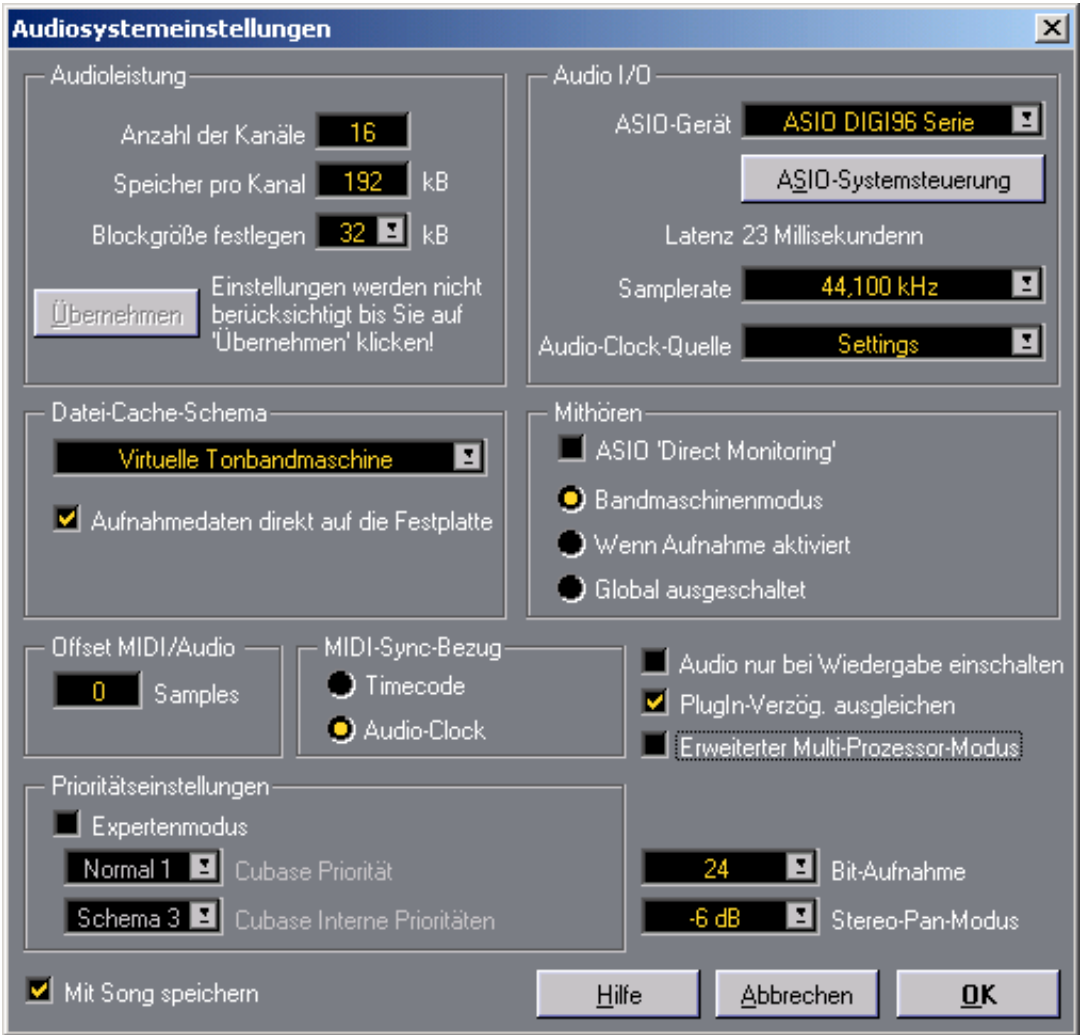 Audiosystemeinstellungen
Audioleistung
Anzahl der Kanäle 16
Speicher pro Kanal 192 kB
Blockgröße festlegen 32 kB
Übernehmen
Einstellungen werden nicht
berücksichtigt bis Sie auf
'Übernehmen' klicken!
Audio I/O
ASIO-Gerät ASIO DIGI96 Serie
ASIO-Systemsteuerung
Latenz 23 Millisekundenn
Samplerate 44,100 kHz
Audio-Clock-Quelle Settings
Datei-Cache-Schema
Virtuelle Tonbandmaschine
Aufnahmedaten direkt auf die Festplatte
Mithören
ASIO 'Direct Monitoring'
Bandmaschinenmodus
Wenn Aufnahme aktiviert
Global ausgeschaltet
Offset MIDI/Audio
0 Samples
MIDI-Sync-Bezug
Timecode
Audio-Clock
Audio nur bei Wiedergabe einschalten
PlugIn-Verzög. ausgleichen
Erweiterter Multi-Prozessor-Modus
Prioritätseinstellungen
Expertenmodus
Normal 1 Cubase Priorität
Schema 3 Cubase Interne Prioritäten
24 Bit-Aufnahme
-6 dB Stereo-Pan-Modus
Mit Song speichern
Hilfe
Abbrechen
OK